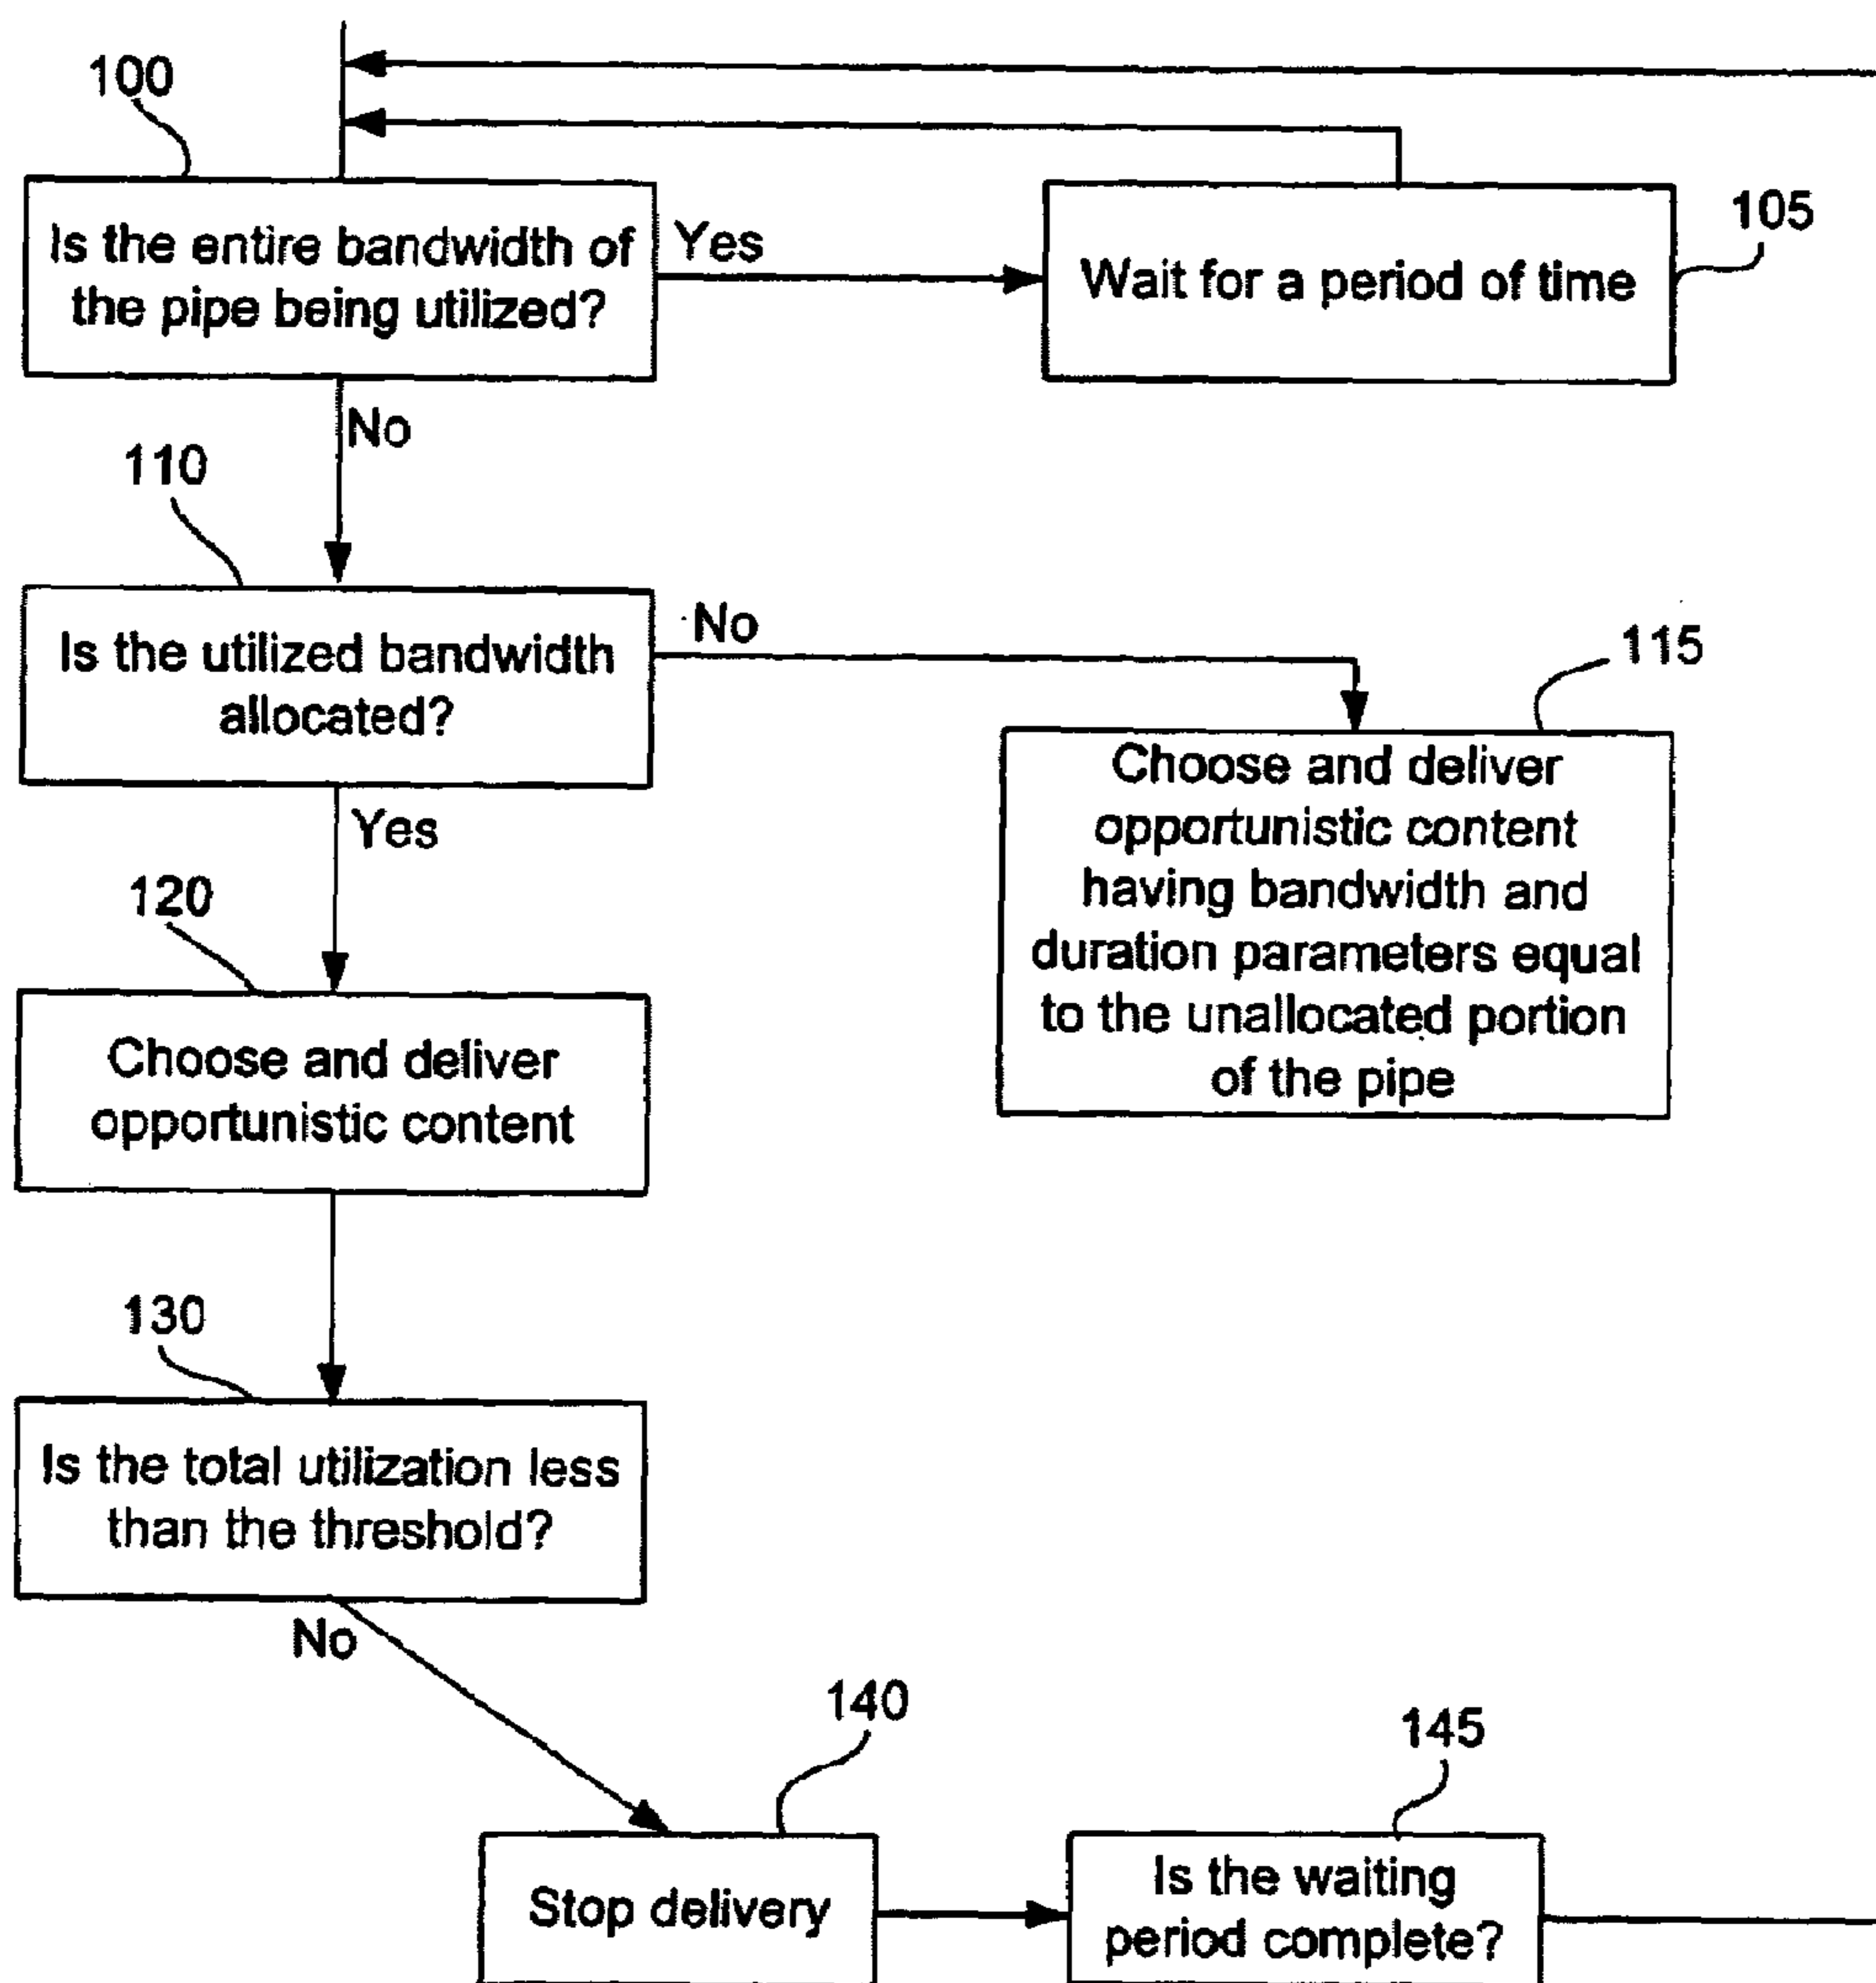 100
Is the entire bandwidth of
the pipe being utilized?
Yes
Wait for a period of time
105
No
110
Is the utilized bandwidth
allocated?
No
115
Choose and deliver
opportunistic content
having bandwidth and
duration parameters equal
to the unallocated portion
of the pipe
Yes
120
Choose and deliver
opportunistic content
130
Is the total utilization less
than the threshold?
No
140
Stop delivery
145
Is the waiting
period complete?